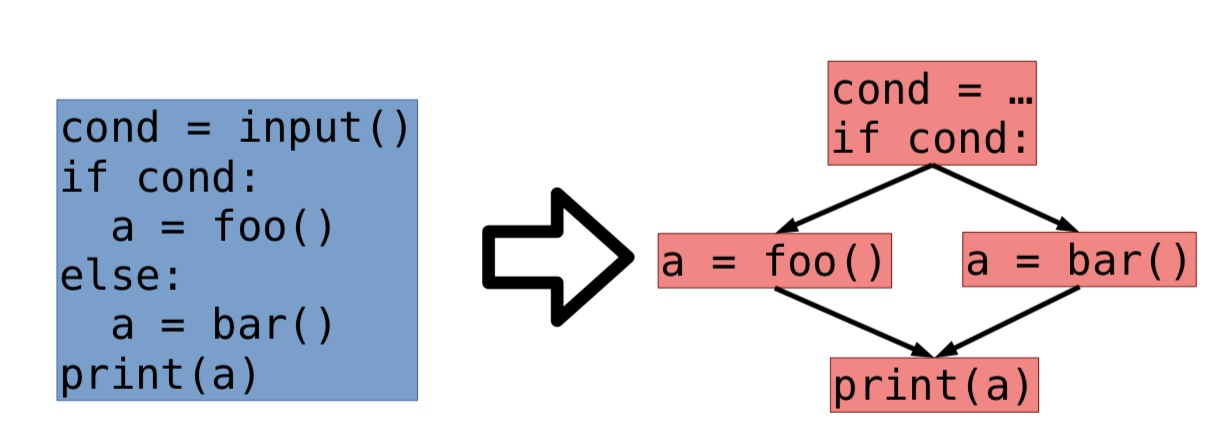 cond = input()
if cond:
  a = foo()
else:
  a = bar()
print(a)
cond = …
if cond:
a = foo()
a = bar()
print(a)